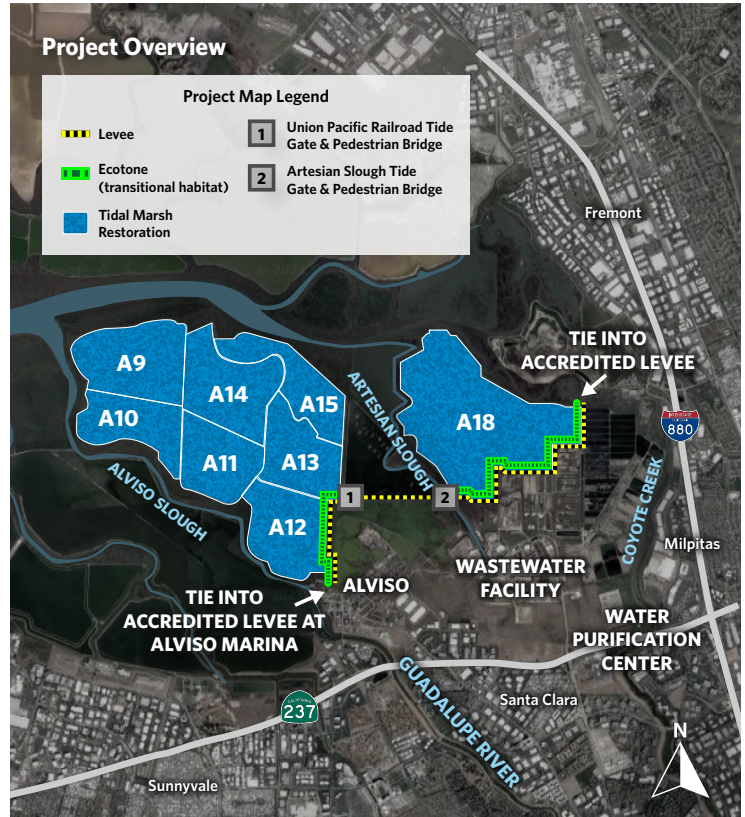 Project Overview
Project Map Legend
Levee
Ecotone
(transitional habitat)
Tidal Marsh
Restoration
1
Union Pacific Railroad Tide
Gate & Pedestrian Bridge
2
Artesian Slough Tide
Gate & Pedestrian Bridge
Fremont
TIE INTO
ACCREDITED LEVEE
A9
A14
A15
A10
A11
A13
A12
A18
ARTESIAN SLOUGH
ALVISO SLOUGH
INTERSTATE
880
COYOTE CREEK
1
2
Milpitas
WASTEWATER
FACILITY
ALVISO
TIE INTO
ACCREDITED LEVEE AT
ALVISO MARINA
WATER
PURIFICATION
CENTER
GUADALUPE RIVER
CALIFORNIA
237
Santa Clara
Sunnyvale
N